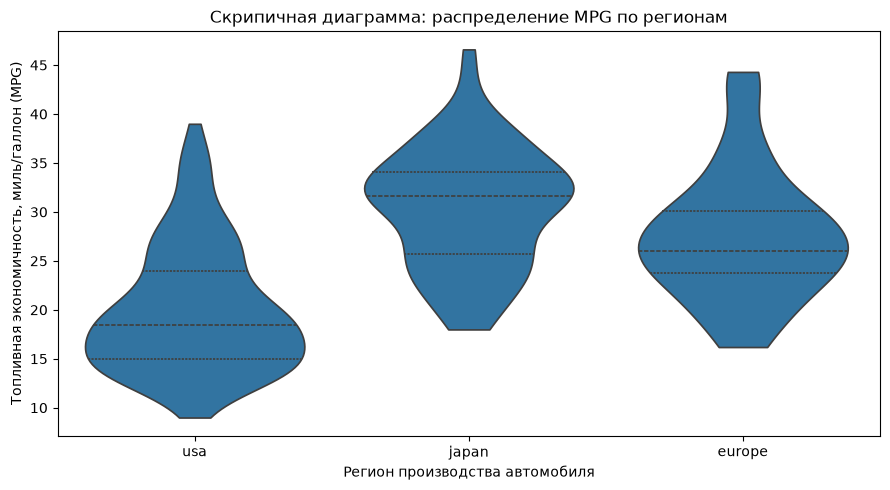 Скрипичная диаграмма: распределение MPG по регионам
Топливная экономичность, миль/галлон (MPG)
45
40
35
30
25
20
15
10
usa japan europe
Регион производства автомобиля